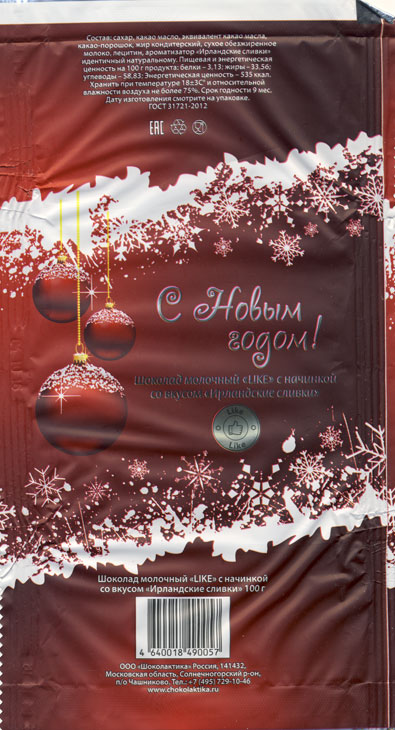 Состав: сахар, какао масло, эквивалент какао масла,
какао-порошок, жир кондитерский, сухое обезжиренное
молоко, лецитин, ароматизатор «Ирландские сливки»
идентичный натуральному. Пищевая и энергетическая
ценность на 100 г продукта: белки – 3,13; жиры – 33,56;
углеводы – 58,83; Энергетическая ценность – 535 ккал.
Хранить при температуре 18±3С° и относительной
влажности воздуха не более 75%. Срок годности 9 мес.
Дату изготовления смотрите на упаковке.
ГОСТ 31721-2012
EAC
С Новым
годом!
Шоколад молочный «LIKE» с начинкой
со вкусом «Ирландские сливки»
Like
Like
Шоколад молочный «LIKE» с начинкой
со вкусом «Ирландские сливки» 100 г
4 640018 490057
ООО «Шоколактика» Россия, 141432,
Московская область, Солнечногорский р-он,
п/о Чашниково. Тел.: +7 (495) 729-10-46
www.chokolaktika.ru